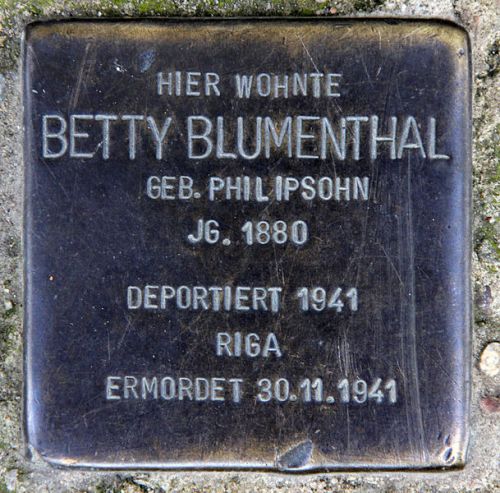 HIER WOHNTE
BETTY BLUMENTHAL
GEB. PHILIPSOHN
JG. 1880
DEPORTIERT 1941
RIGA
ERMORDET 30.11.1941